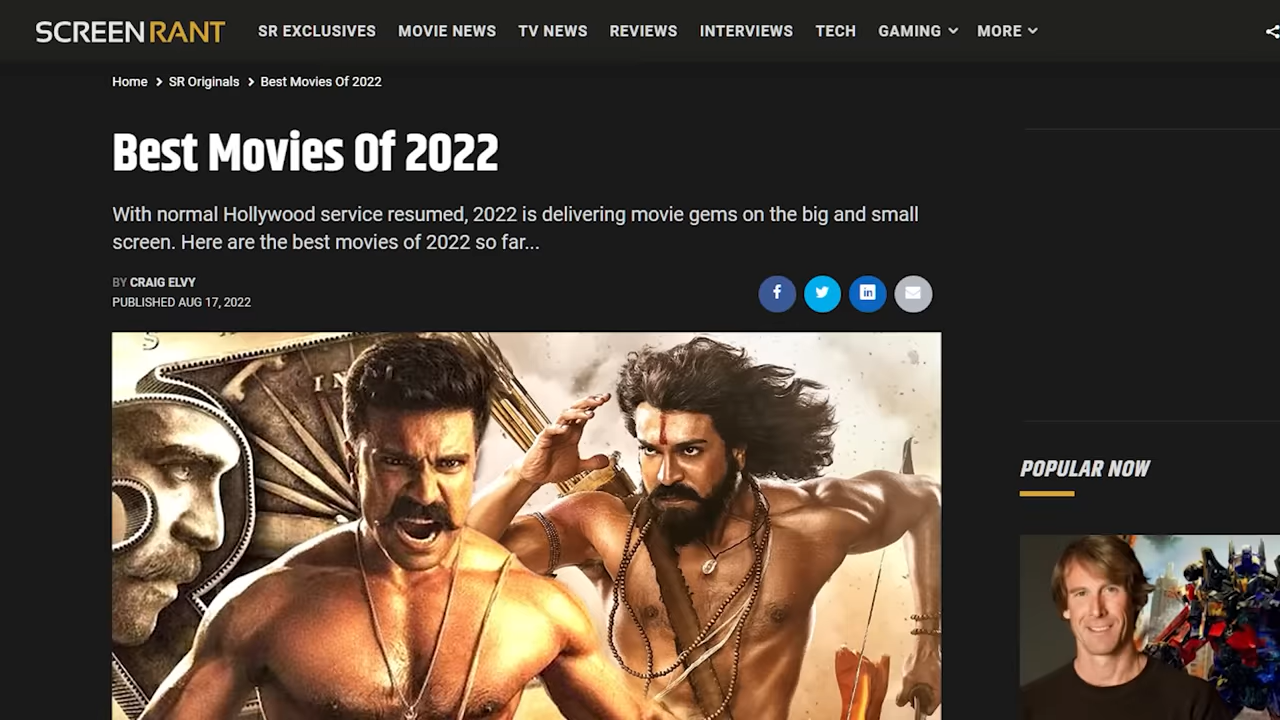 SCREENRANT SR EXCLUSIVES MOVIE NEWS TV NEWS REVIEWS INTERVIEWS TECH GAMING MORE
Home > SR Originals > Best Movies Of 2022
Best Movies Of 2022
With normal Hollywood service resumed, 2022 is delivering movie gems on the big and small
screen. Here are the best movies of 2022 so far...
BY CRAIG ELVY
PUBLISHED AUG 17, 2022
POPULAR NOW